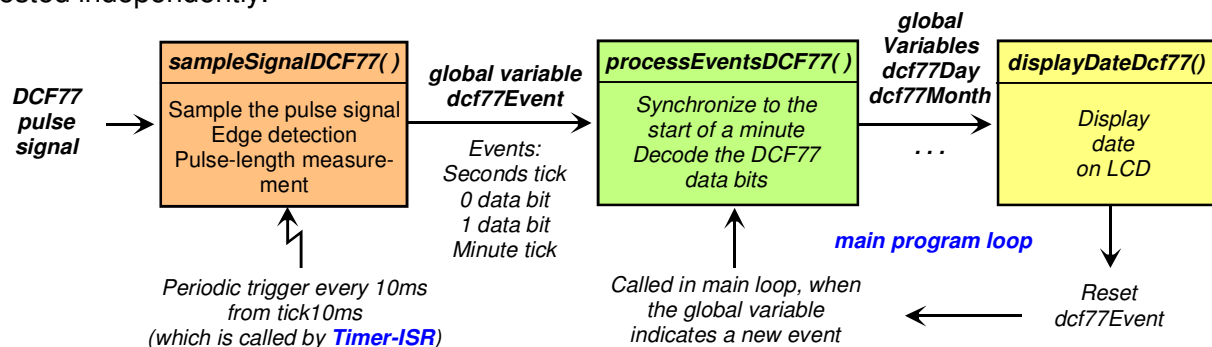 ested independently.
DCF77
pulse
signal
sampleSignalDCF77( )
Sample the pulse signal
Edge detection
Pulse-length measure-
ment
global variable
dcf77Event
Events:
Seconds tick
0 data bit
1 data bit
Minute tick
processEventsDCF77( )
Synchronize to the
start of a minute
Decode the DCF77
data bits
global
Variables
dcf77Day
dcf77Month
. . .
displayDateDcf77()
Display
date
on LCD
main program loop
Periodic trigger every 10ms
from tick10ms
(which is called by Timer-ISR)
Called in main loop, when
the global variable
indicates a new event
Reset
dcf77Event